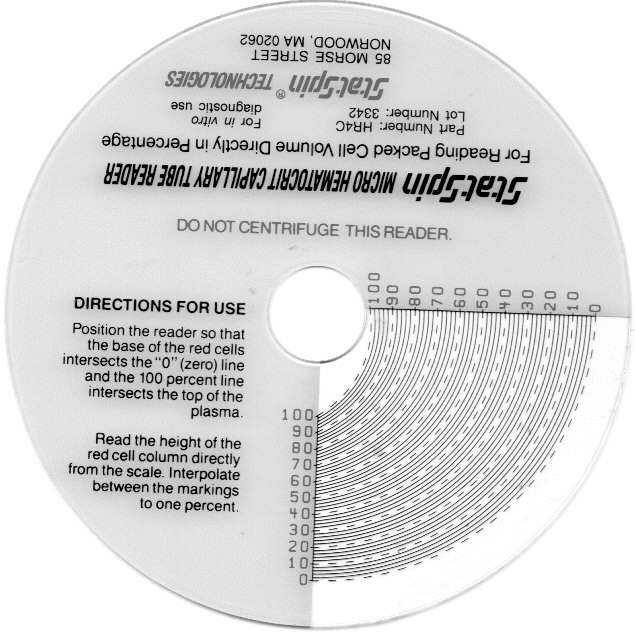 StatSpin MICRO HEMATOCRIT CAPILLARY TUBE READER
For Reading Packed Cell Volume Directly in Percentage
Part Number: HR4C
Lot Number: 3342
For in vitro
diagnostic use
StatSpin® TECHNOLOGIES
85 MORSE STREET
NORWOOD, MA 02062
DO NOT CENTRIFUGE THIS READER.
DIRECTIONS FOR USE
Position the reader so that
the base of the red cells
intersects the "0" (zero) line
and the 100 percent line
intersects the top of the
plasma.
Read the height of the
red cell column directly
from the scale. Interpolate
between the markings
to one percent.
100 90 80 70 60 50 40 30 20 10 0
100
90
80
70
60
50
40
30
20
10
0